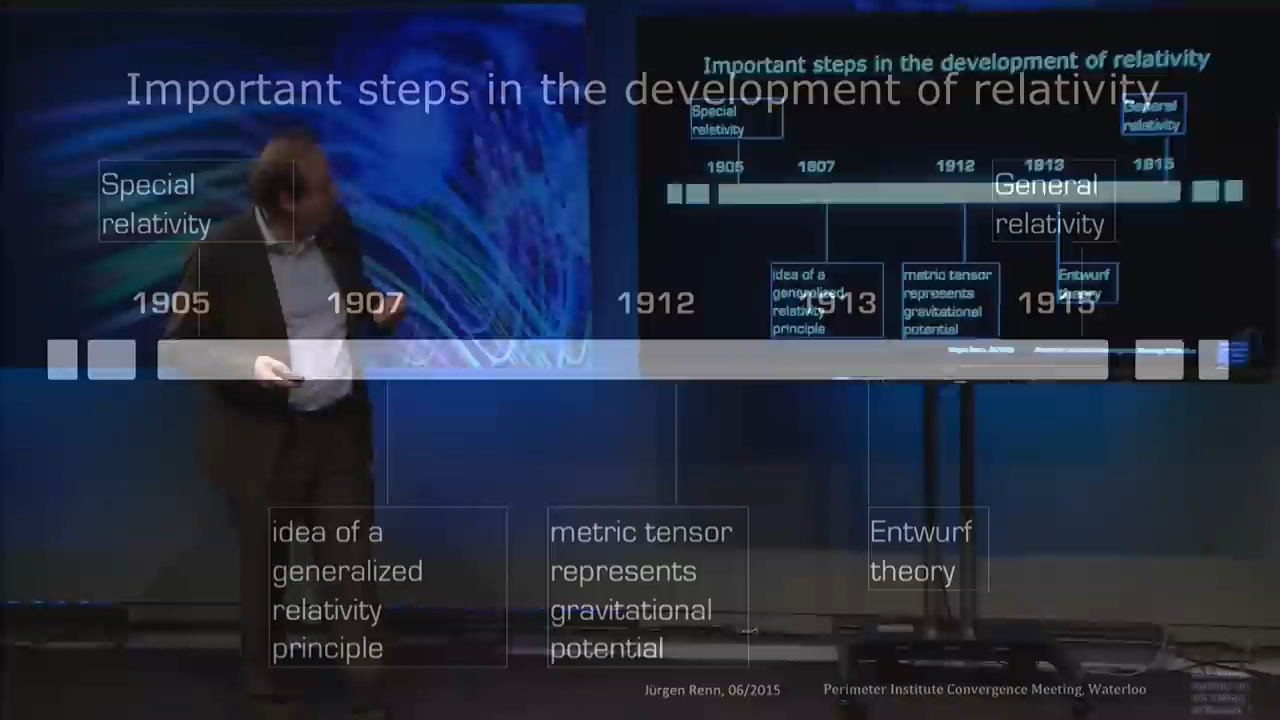 Important steps in the development of relativity
Special
relativity
General
relativity
1905 1907 1912 1913 1915
idea of a
generalized
relativity
principle
metric tensor
represents
gravitational
potential
Entwurf
theory
Jürgen Renn, 06/2015
Perimeter Institute Convergence Meeting, Waterloo
Important steps in the development of relativity
Special
relativity
General
relativity
1905 1907 1912 1913 1915
idea of a
generalized
relativity
principle
metric tensor
represents
gravitational
potential
Entwurf
theory